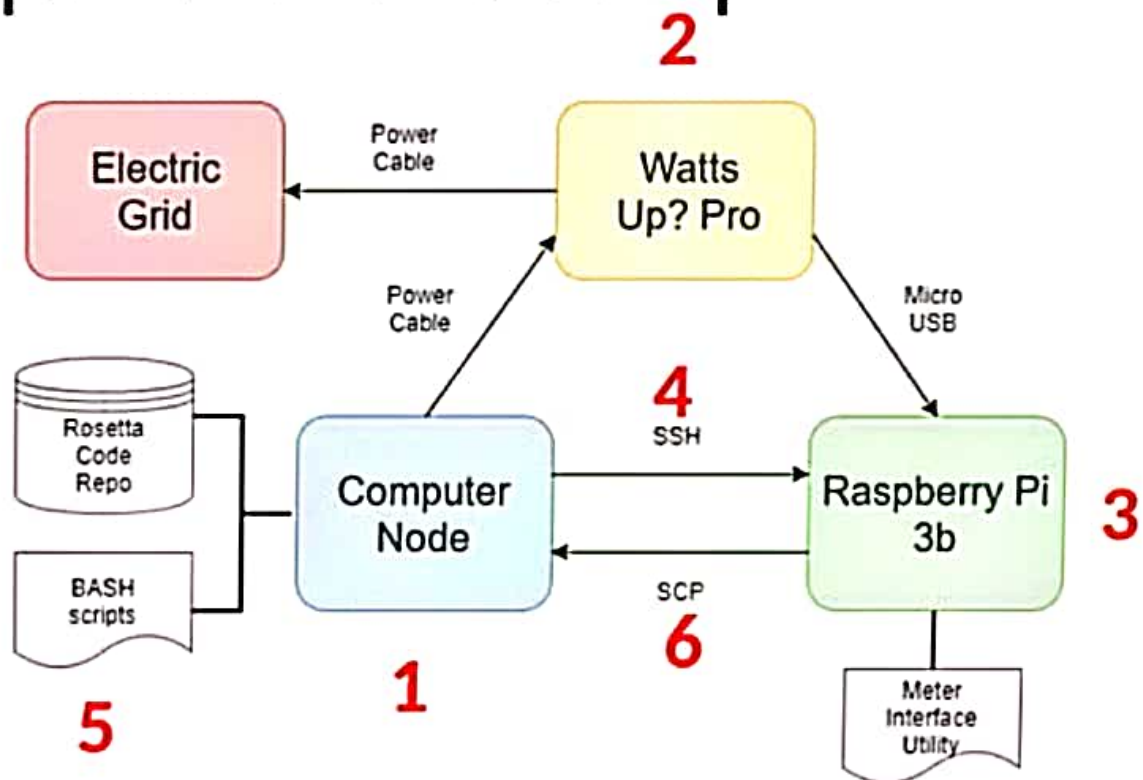 2
Electric
Grid
Power
Cable
Watts
Up? Pro
Power
Cable
Micro
USB
4
SSH
Rosetta
Code
Repo
Computer
Node
Raspberry Pi
3b
3
BASH
scripts
SCP
6
1
5
Meter
Interface
Utility